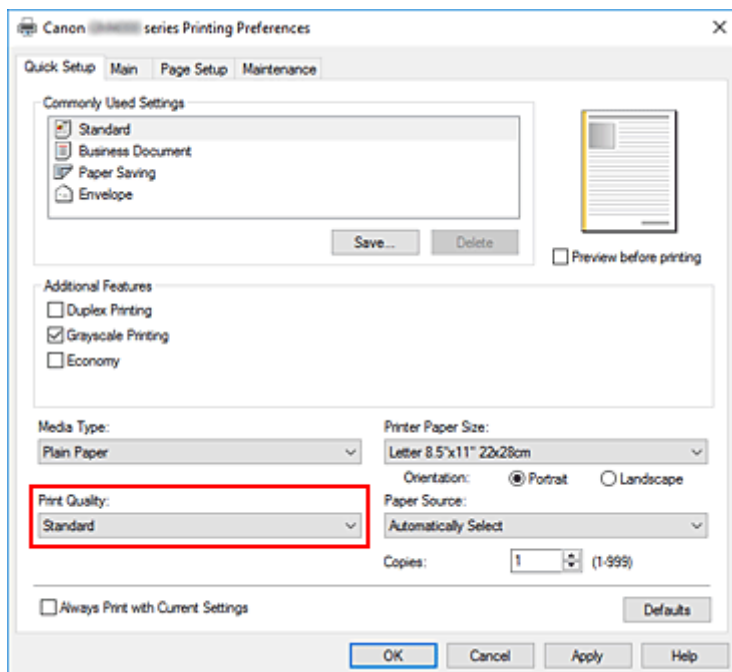 Canon series Printing Preferences
Quick Setup Main Page Setup Maintenance
Commonly Used Settings
Standard
Business Document
Paper Saving
Envelope
Save... Delete
Preview before printing
Additional Features
Duplex Printing
Grayscale Printing
Economy
Media Type: Printer Paper Size:
Plain Paper Letter 8.5"x11" 22x28cm
Orientation: Portrait Landscape
Print Quality: Paper Source:
Standard Automatically Select
Copies: 1 (1-999)
Always Print with Current Settings Defaults
OK Cancel Apply Help